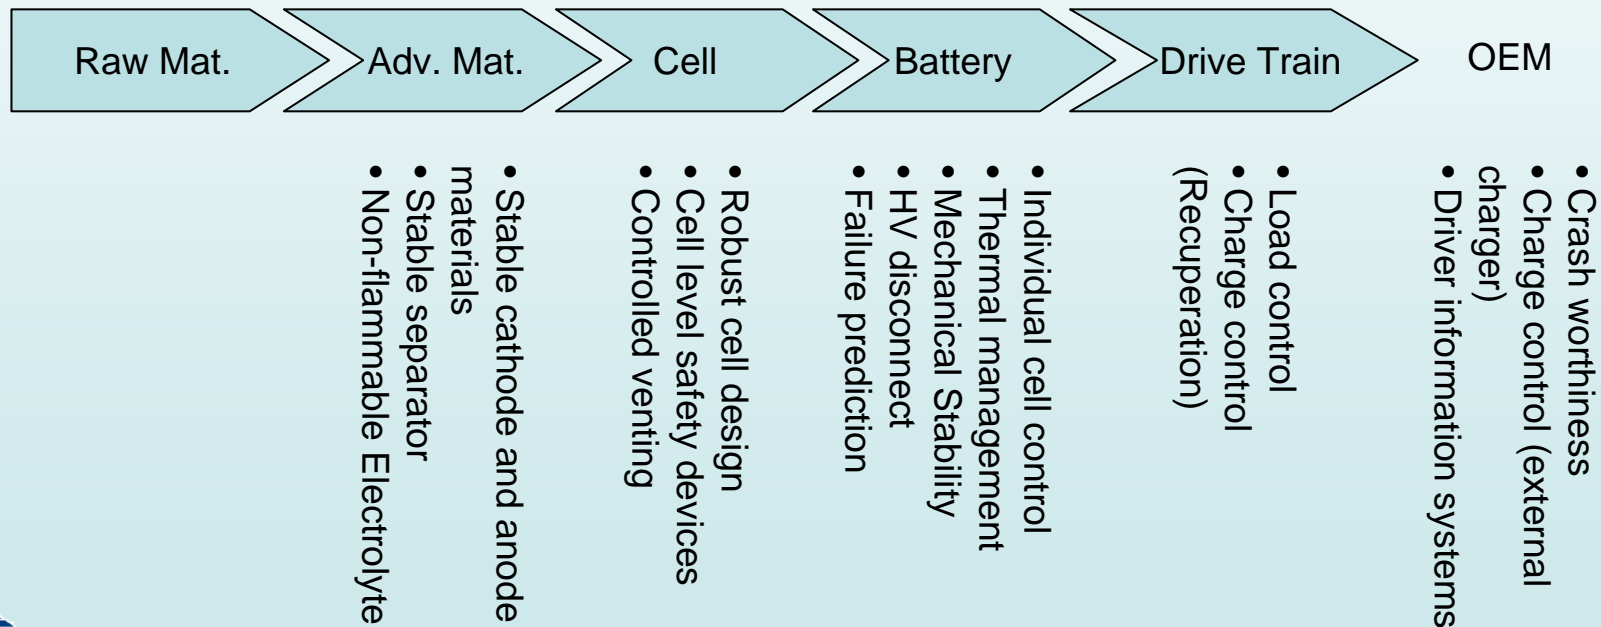 Raw Mat.
Adv. Mat.
Cell
Battery
Drive Train
OEM
• Stable cathode and anode
materials
• Stable separator
• Non-flammable Electrolyte
• Robust cell design
• Cell level safety devices
• Controlled venting
• Individual cell control
• Thermal management
• Mechanical Stability
• HV disconnect
• Failure prediction
• Load control
• Charge control
(Recuperation)
• Crash worthiness
• Charge control (external
charger)
• Driver information systems